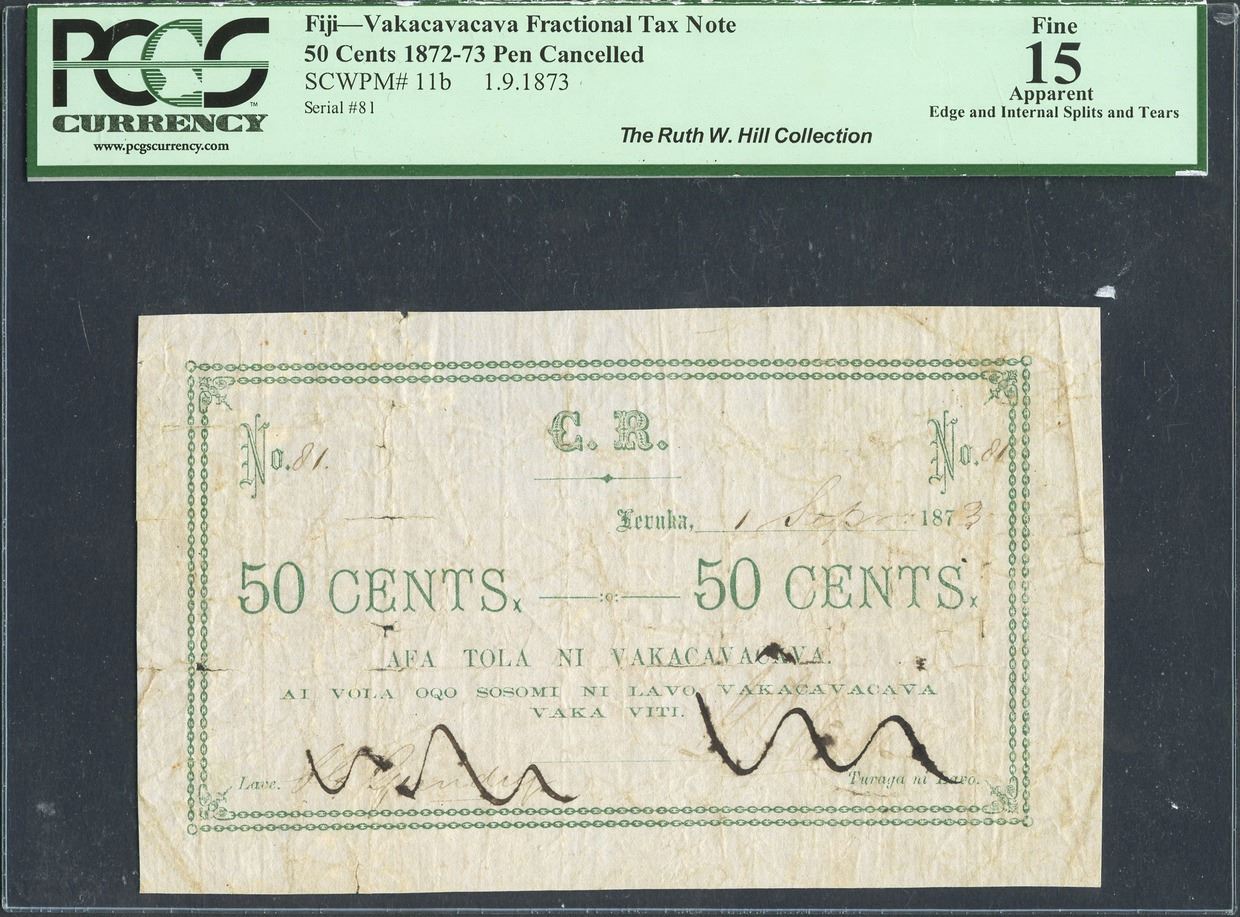 PCGS
CURRENCY
™
www.pcgscurrency.com
Fiji—Vakacavacava Fractional Tax Note
50 Cents 1872-73 Pen Cancelled
SCWPM# 11b 1.9.1873
Serial #81
The Ruth W. Hill Collection
Fine
15
Apparent
Edge and Internal Splits and Tears
C. R.
No. 81. No. 81
Levuka, 1 Sep 1873
50 CENTS. 50 CENTS.
AFA TOLA NI VAKACAVACAVA.
AI VOLA OQO SOSOMI NI LAVO VAKACAVACAVA
VAKA VITI.
Lave. Turaga ni Lavo.